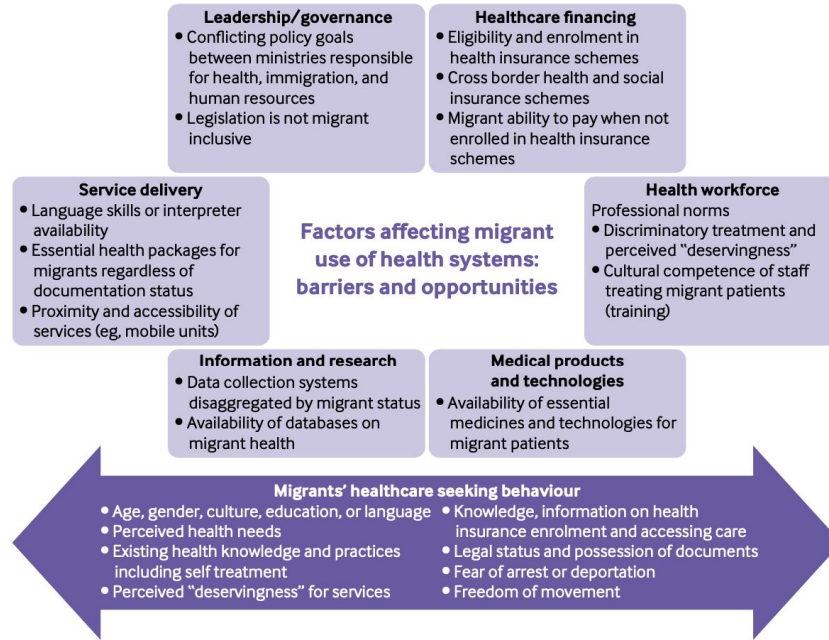 Leadership/governance
• Conflicting policy goals
between ministries responsible
for health, immigration, and
human resources
• Legislation is not migrant
inclusive
Healthcare financing
• Eligibility and enrolment in
health insurance schemes
• Cross border health and social
insurance schemes
• Migrant ability to pay when not
enrolled in health insurance
schemes
Service delivery
• Language skills or interpreter
availability
• Essential health packages for
migrants regardless of
documentation status
• Proximity and accessibility of
services (eg, mobile units)
Factors affecting migrant
use of health systems:
barriers and opportunities
Health workforce
Professional norms
• Discriminatory treatment and
perceived “deservingness”
• Cultural competence of staff
treating migrant patients
(training)
Information and research
• Data collection systems
disaggregated by migrant status
• Availability of databases on
migrant health
Medical products
and technologies
• Availability of essential
medicines and technologies for
migrant patients
Migrants’ healthcare seeking behaviour
• Age, gender, culture, education, or language
• Perceived health needs
• Existing health knowledge and practices
including self treatment
• Perceived “deservingness” for services
• Knowledge, information on health
insurance enrolment and accessing care
• Legal status and possession of documents
• Fear of arrest or deportation
• Freedom of movement